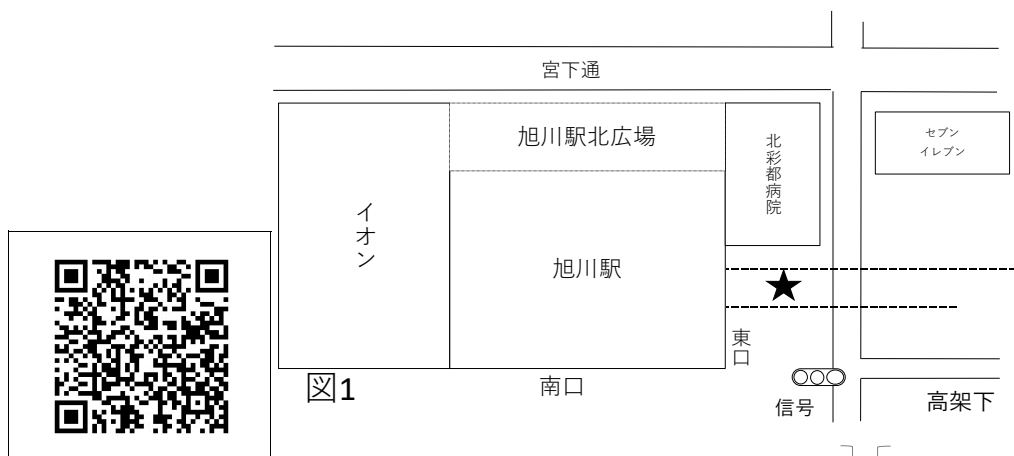 宮下通
旭川駅北広場
北彩都病院
セブン
イレブン
イオン
旭川駅
★
東口
図1
南口
信号
高架下